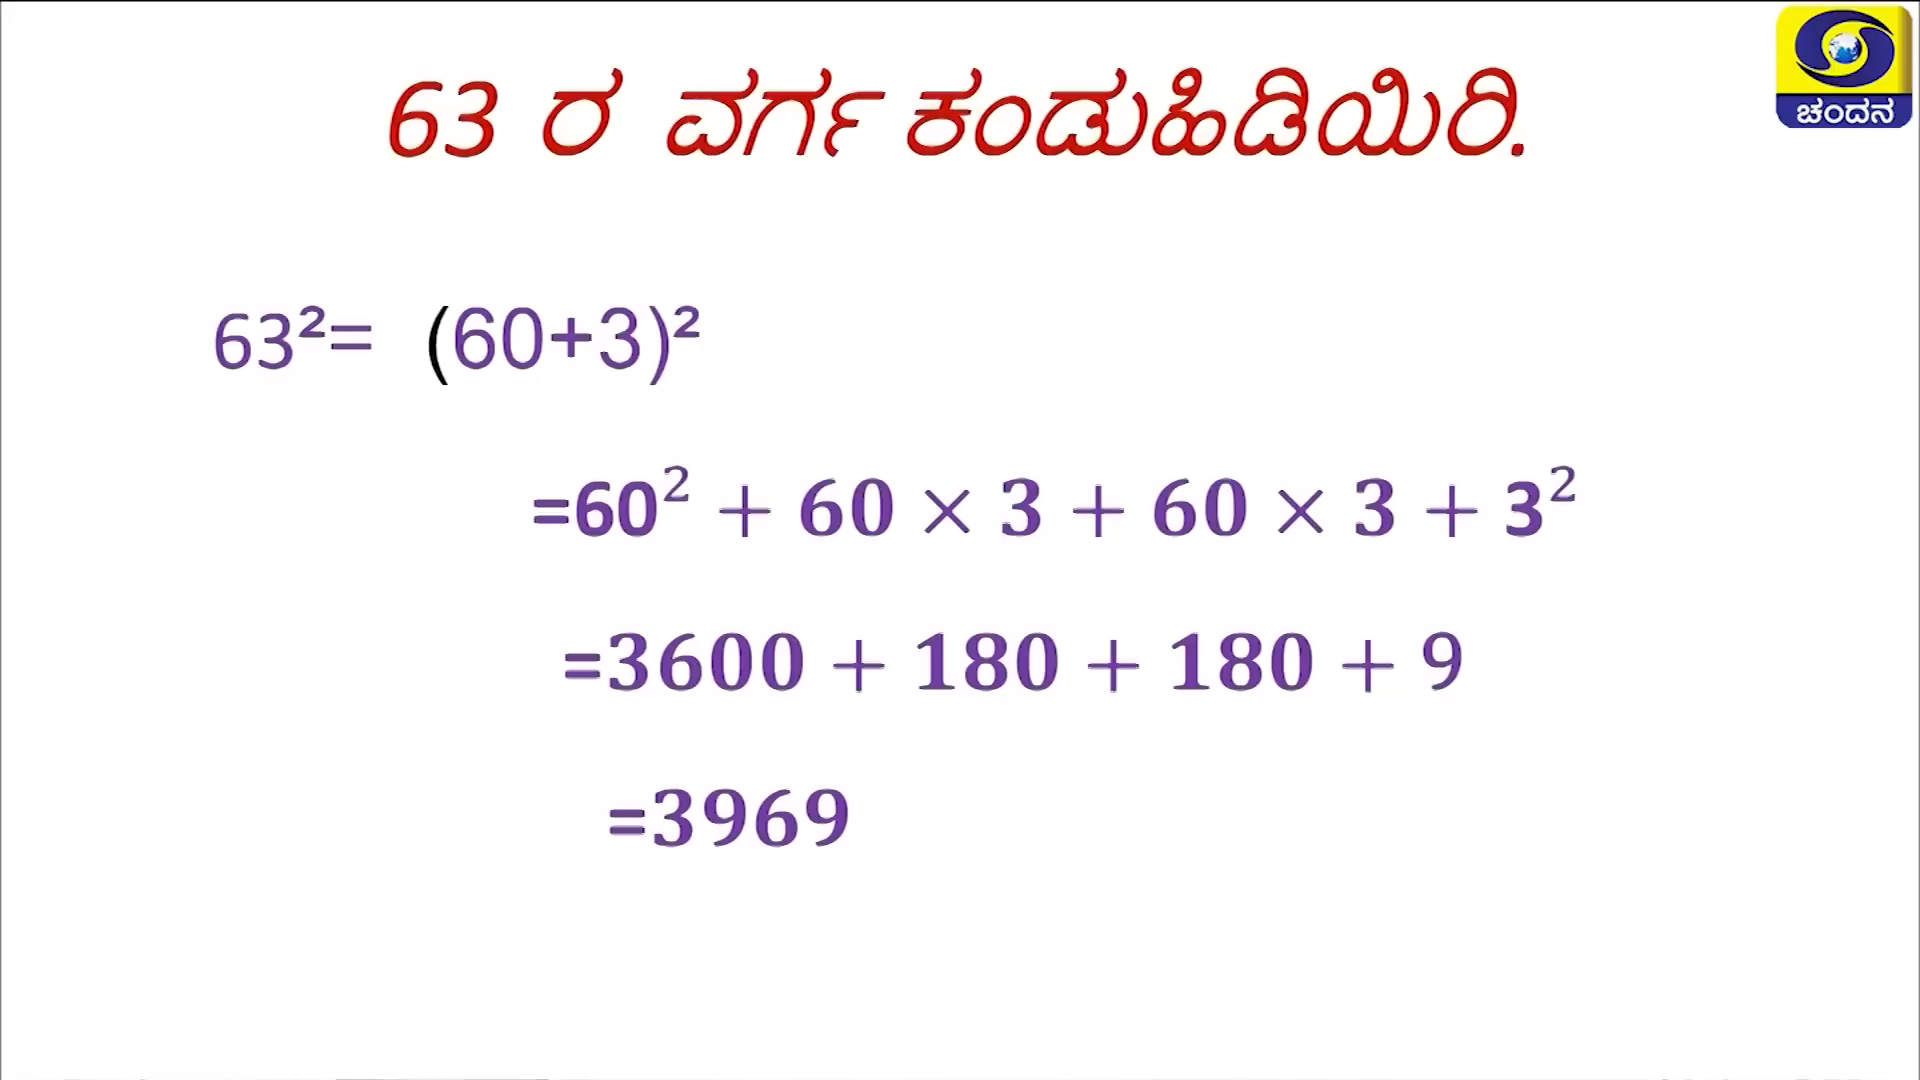 63 ರ ವರ್ಗ ಕಂಡುಹಿಡಿಯಿರಿ.
ಚಂದನ
63²= (60+3)²
=60² + 60 × 3 + 60 × 3 + 3²
=3600 + 180 + 180 + 9
=3969